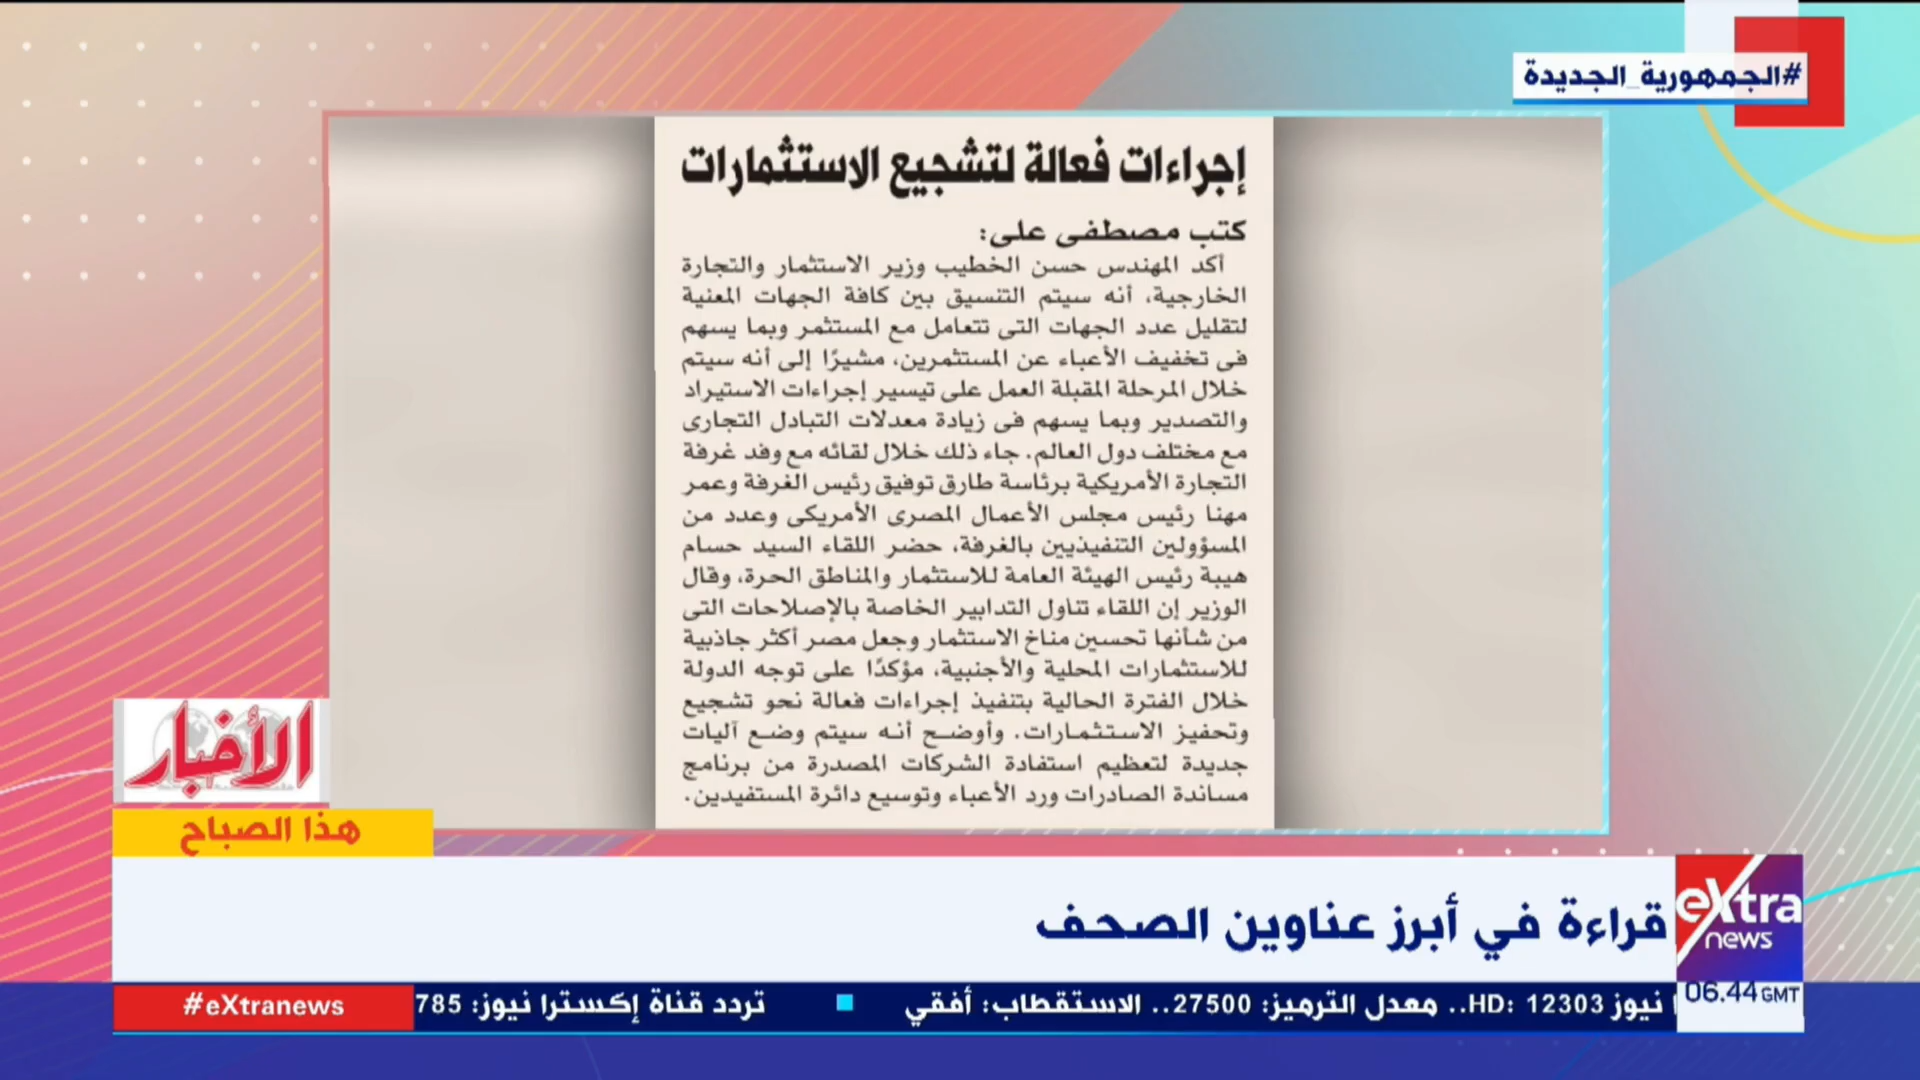 #الجمهورية_الجديدة
إجراءات فعالة لتشجيع الاستثمارات
كتب مصطفى على:
أكد المهندس حسن الخطيب وزير الاستثمار والتجارة
الخارجية، أنه سيتم التنسيق بين كافة الجهات المعنية
لتقليل عدد الجهات التى تتعامل مع المستثمر وبما يسهم
فى تخفيف الأعباء عن المستثمرين، مشيرًا إلى أنه سيتم
خلال المرحلة المقبلة العمل على تيسير إجراءات الاستيراد
والتصدير وبما يسهم فى زيادة معدلات التبادل التجارى
مع مختلف دول العالم. جاء ذلك خلال لقائه مع وفد غرفة
التجارة الأمريكية برئاسة طارق توفيق رئيس الغرفة وعمر
مهنا رئيس مجلس الأعمال المصرى الأمريكى وعدد من
المسؤولين التنفيذيين بالغرفة، حضر اللقاء السيد حسام
هيبة رئيس الهيئة العامة للاستثمار والمناطق الحرة، وقال
الوزير إن اللقاء تناول التدابير الخاصة بالإصلاحات التى
من شأنها تحسين مناخ الاستثمار وجعل مصر أكثر جاذبية
للاستثمارات المحلية والأجنبية، مؤكدًا على توجه الدولة
خلال الفترة الحالية بتنفيذ إجراءات فعالة نحو تشجيع
وتحفيز الاستثمارات. وأوضح أنه سيتم وضع آليات
جديدة لتعظيم استفادة الشركات المصدرة من برنامج
مساندة الصادرات ورد الأعباء وتوسيع دائرة المستفيدين.
الأخبار
هذا الصباح
قراءة في أبرز عناوين الصحف
eXtra
news
06.44 GMT
نيوز HD: 12303.. معدل الترميز: 27500.. الاستقطاب: أفقي
تردد قناة إكسترا نيوز: 785
#eXtranews